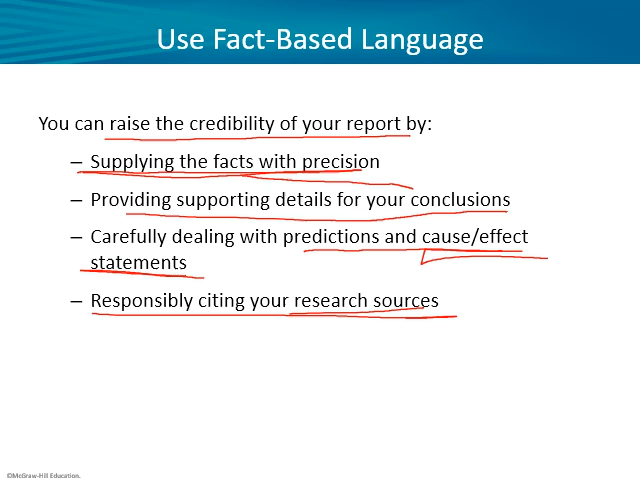 Use Fact-Based Language
You can raise the credibility of your report by:
– Supplying the facts with precision
– Providing supporting details for your conclusions
– Carefully dealing with predictions and cause/effect
statements
– Responsibly citing your research sources
©McGraw-Hill Education.